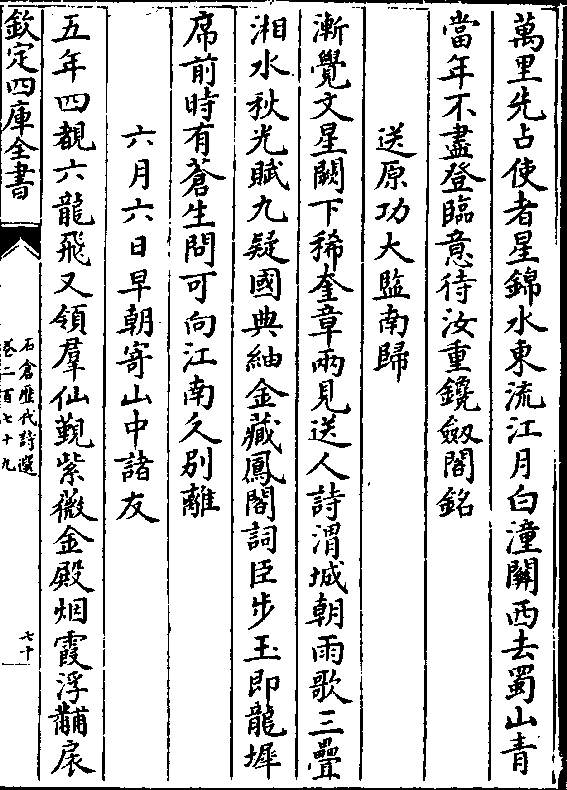 萬里先占使者星錦水東流江月白潼關西去蜀山青
當年不盡登臨意待汝重鐫劔閣銘
送原功大監南歸
漸覺文星闕下稀奎章兩見送人詩渭城朝雨歌三疊
湘水秋光賦九疑國典紬金藏鳳閣詞臣步玉即龍墀
席前時有蒼生問可向江南久别離
六月六日早朝寄山中諸友
五年四覩六龍飛又領羣仙覲紫薇金殿烟霞浮黼扆
欽定四庫全書
石倉歴代詩選
卷二百七十九
七十